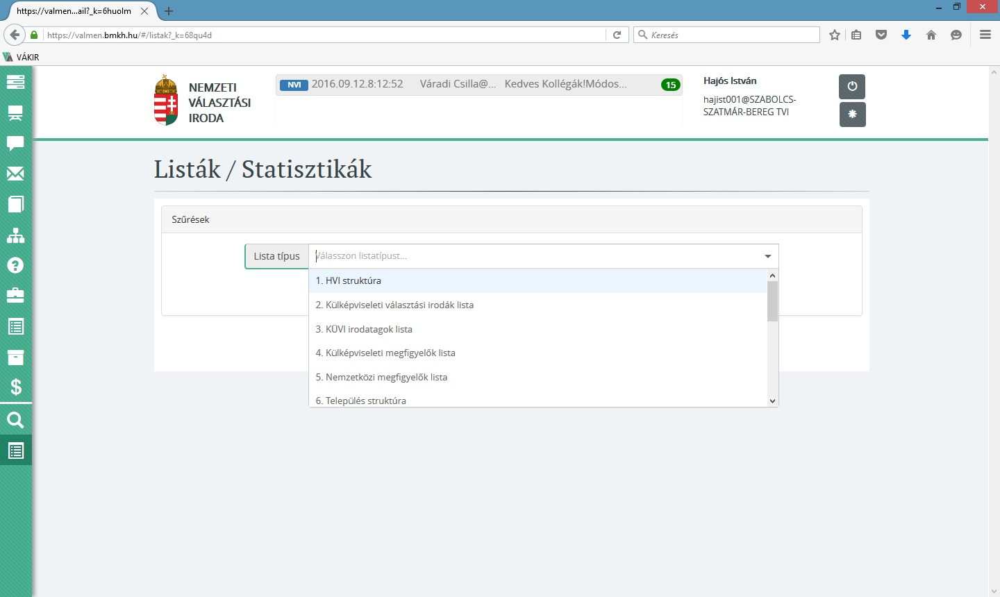 https://valmen...ail?_k=6huolm
https://valmen.bmkh.hu/#/listak?_k=68qu4d
Keresés
VÁKIR
NEMZETI
VÁLASZTÁSI
IRODA
NVI 2016.09.12.8:12:52 Váradi Csilla@... Kedves Kollégák!Módos... 15
Hajós István
hajist001@SZABOLCS-
SZATMÁR-BEREG TVI
Listák / Statisztikák
Szűrések
Lista típus Válasszon listatípust...
1. HVI struktúra
2. Külképviseleti választási irodák lista
3. KÜVI irodatagok lista
4. Külképviseleti megfigyelők lista
5. Nemzetközi megfigyelők lista
6. Település struktúra